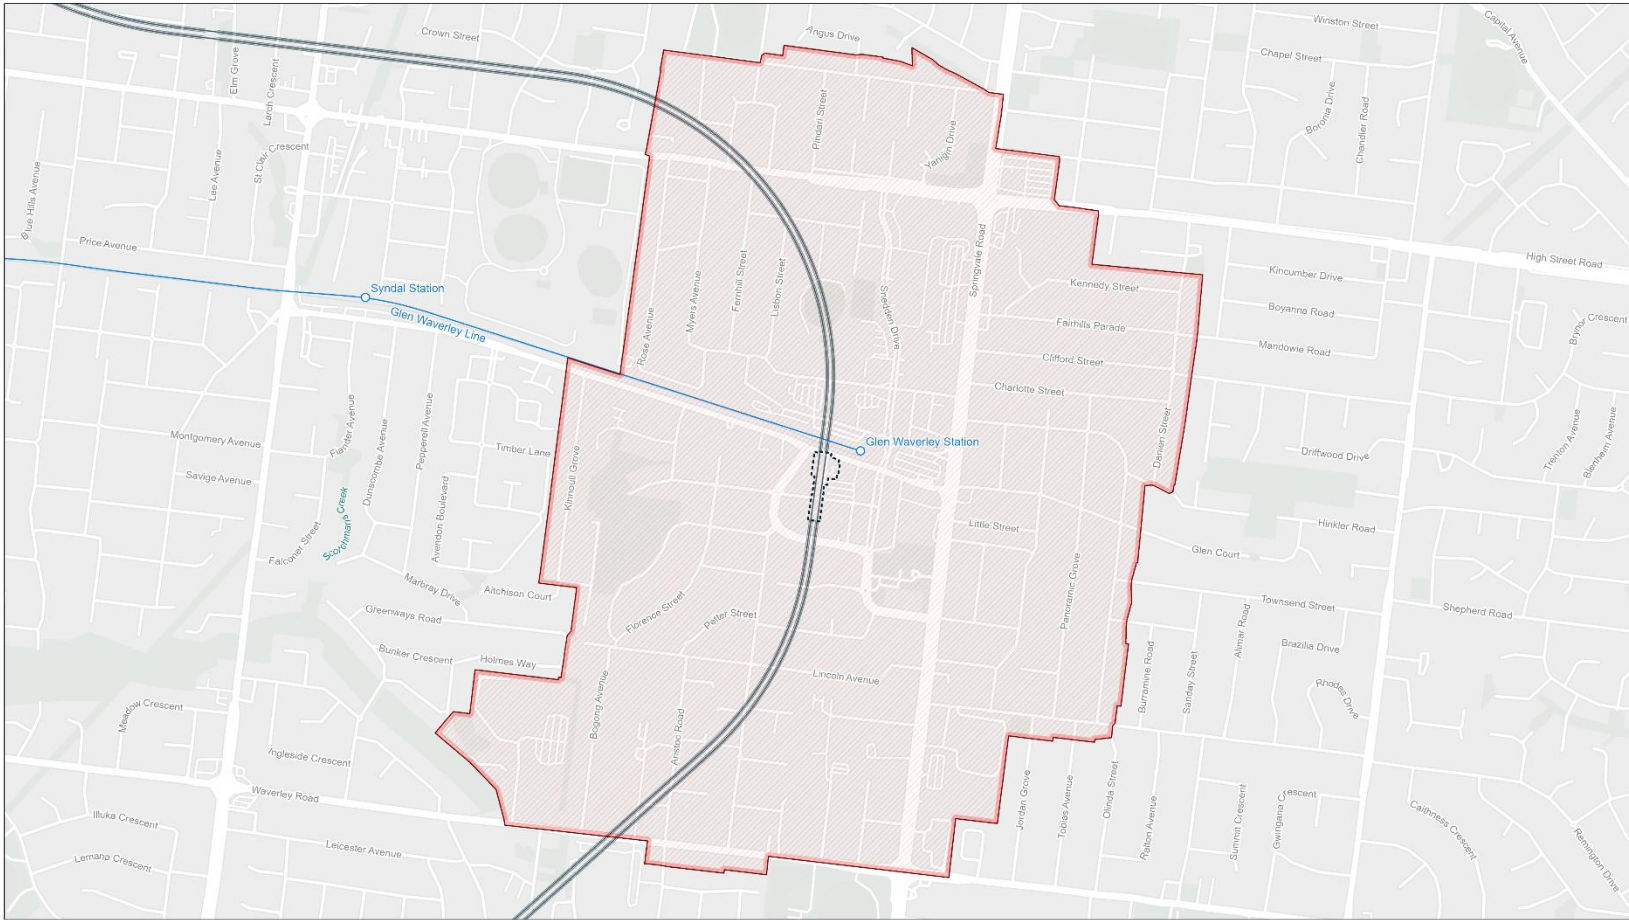 Crown Street
Angus Drive
Winston Street
Capital Avenue
Chapel Street
Elm Grove
Larch Crescent
Pindari Street
Yanigin Drive
Boronia Drive
Chandler Road
St Clair Crescent
Lee Avenue
Blue Hills Avenue
Price Avenue
High Street Road
Springvale Road
Kincumber Drive
Kennedy Street
Myers Avenue
Fernhill Street
Lisbon Street
Snedden Drive
Syndal Station
Glen Waverley Line
Rose Avenue
Boyanna Road
Fairhills Parade
Mandowie Road
Clifford Street
Charlotte Street
Montgomery Avenue
Savige Avenue
Dunscombe Avenue
Pepperell Avenue
Timber Lane
Kinnoull Grove
Glen Waverley Station
Danien Street
Driftwood Drive
Trenton Avenue
Blenheim Avenue
Scotchmans Creek
Avendon Boulevard
Falconer Street
Little Street
Hinkler Road
Glen Court
Marbray Drive
Aitchison Court
Greenways Road
Florence Street
Petter Street
Panoramic Grove
Townsend Street
Shepherd Road
Alimar Road
Brazilia Drive
Bunker Crescent
Holmes Way
Lincoln Avenue
Burramine Road
Sanday Street
Rhodes Drive
Meadow Crescent
Bogong Avenue
Aristoc Road
Ingleside Crescent
Waverley Road
Jordan Grove
Tobias Avenue
Olinda Street
Ralton Avenue
Summit Crescent
Gwingana Crescent
Caithness Crescent
Remington Drive
Illuka Crescent
Leicester Avenue
Lemana Crescent